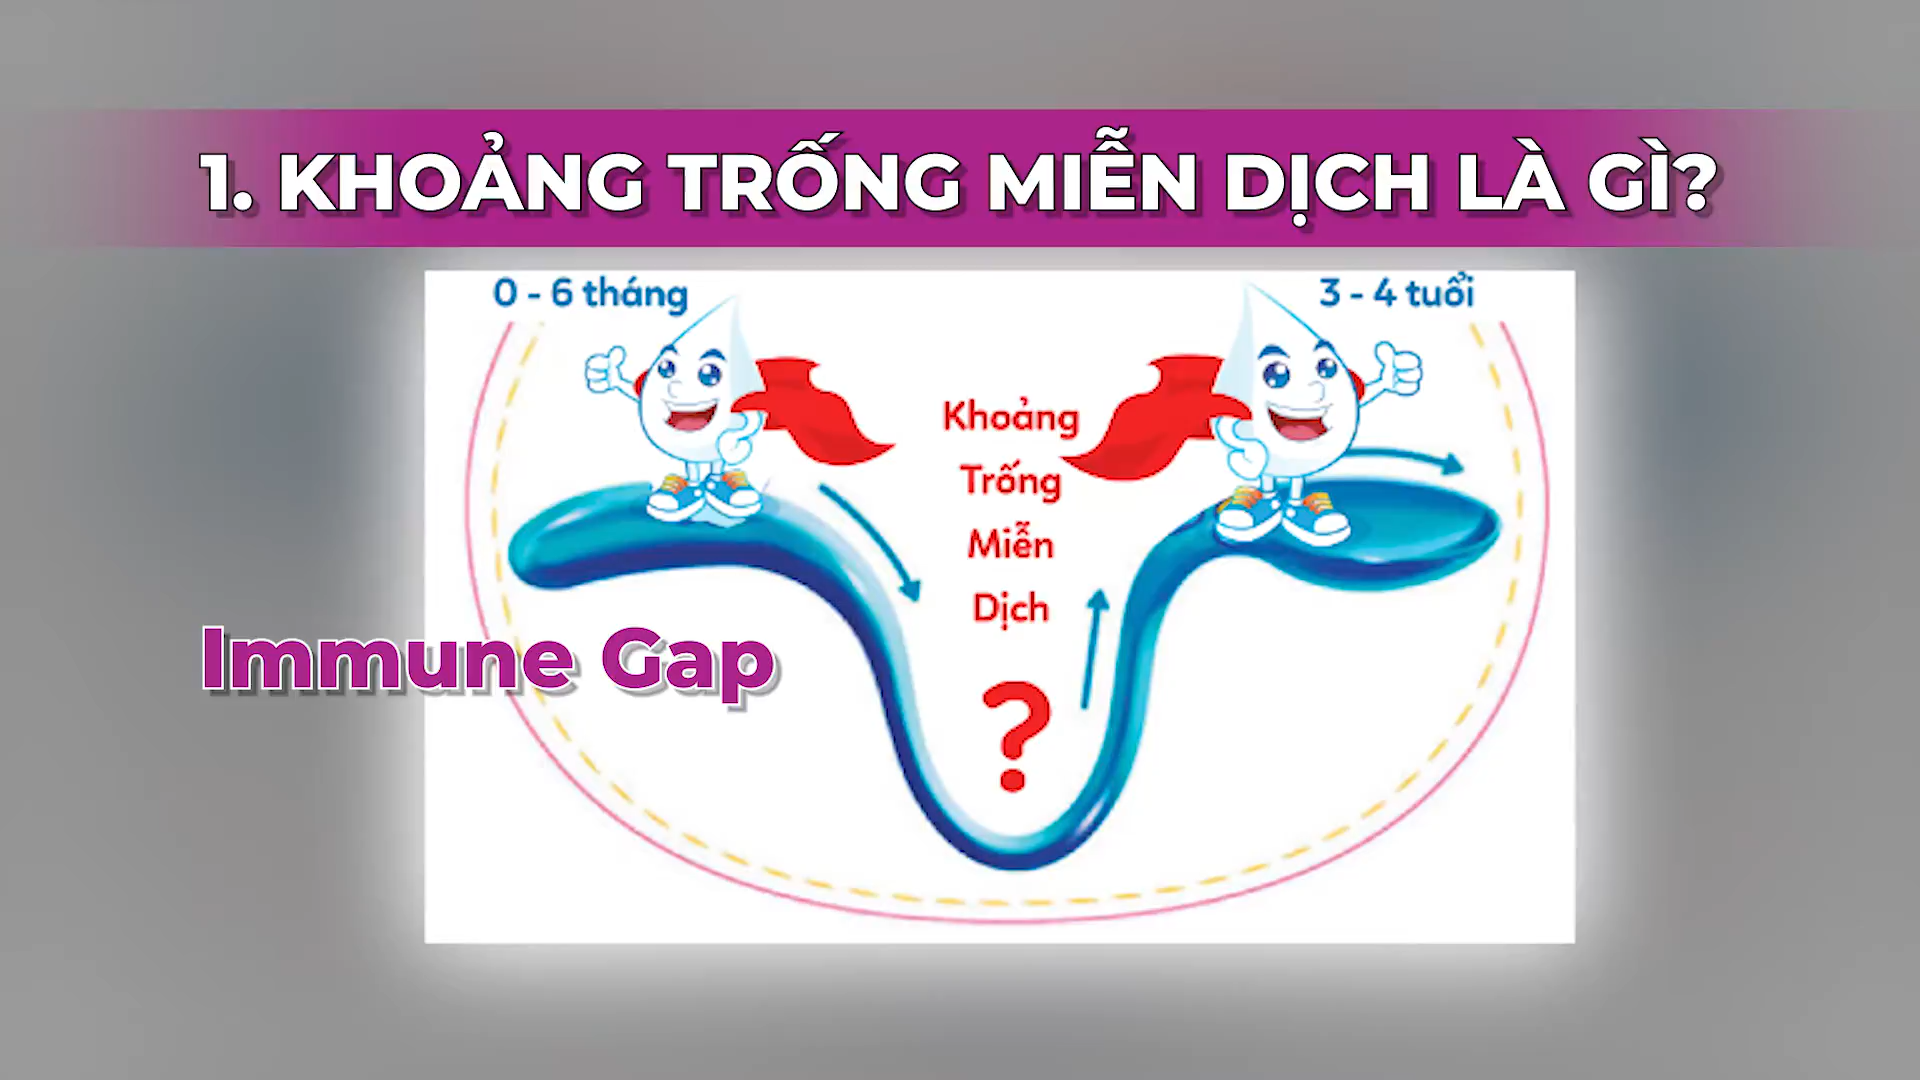 1. KHOẢNG TRỐNG MIỄN DỊCH LÀ GÌ?
0 - 6 tháng
3 - 4 tuổi
Khoảng
Trống
Miễn
Dịch
?
Immune Gap